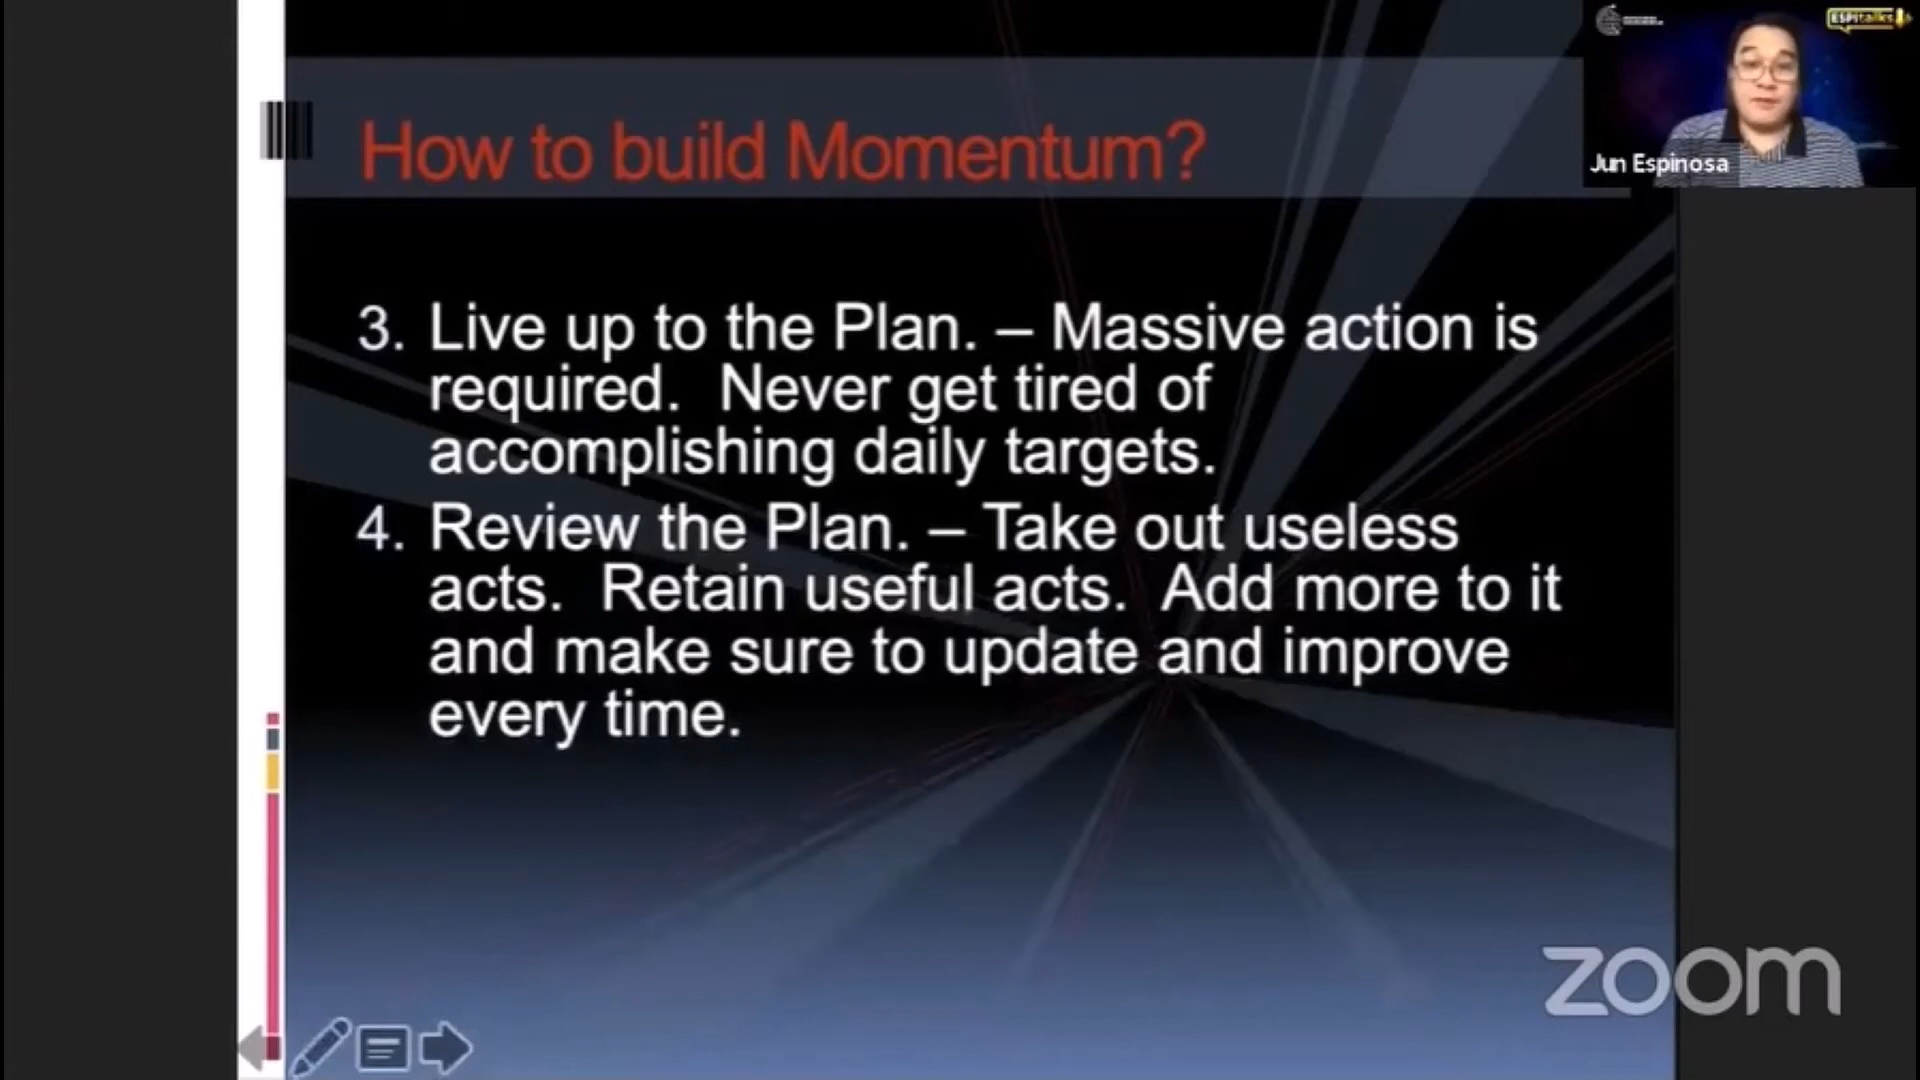 How to build Momentum?
3. Live up to the Plan. – Massive action is
required.  Never get tired of
accomplishing daily targets.
4. Review the Plan. – Take out useless
acts.  Retain useful acts.  Add more to it
and make sure to update and improve
every time.
ESPitalks
Jun Espinosa
zoom